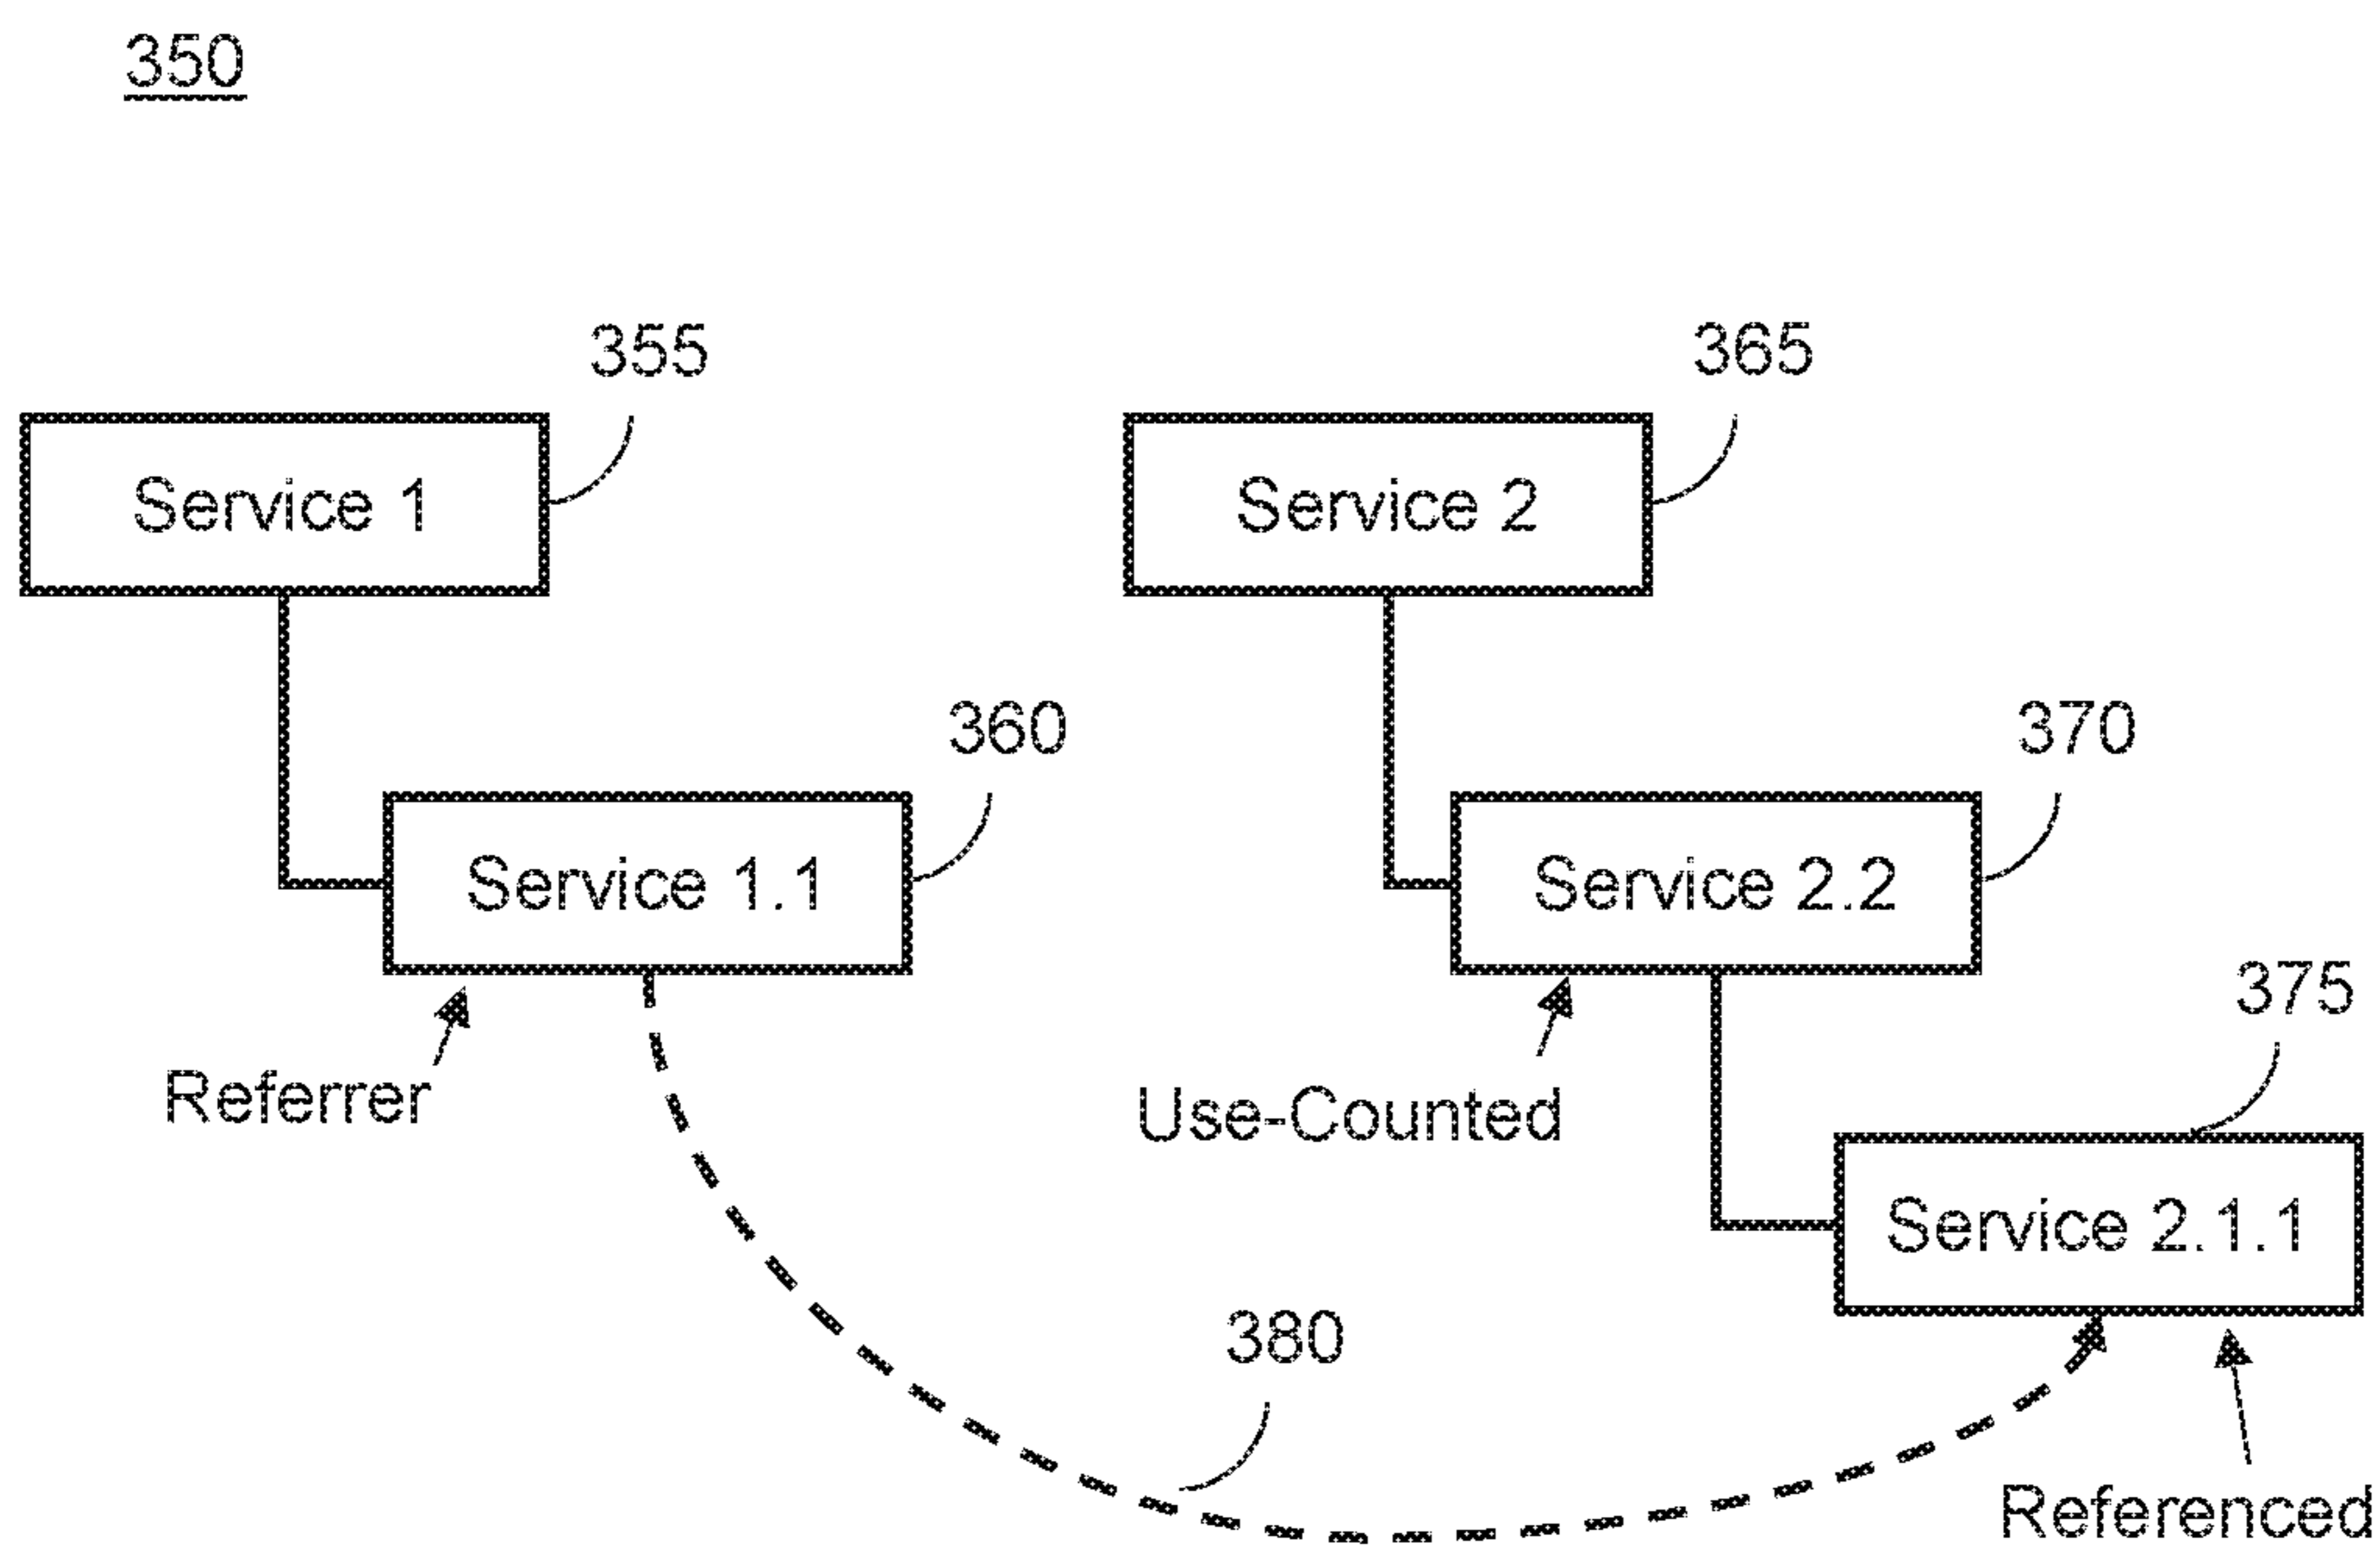 350
355
365
Service 1
Service 2
360
370
Service 1.1
Service 2.2
375
Referrer
Use-Counted
Service 2.1.1
380
Referenced